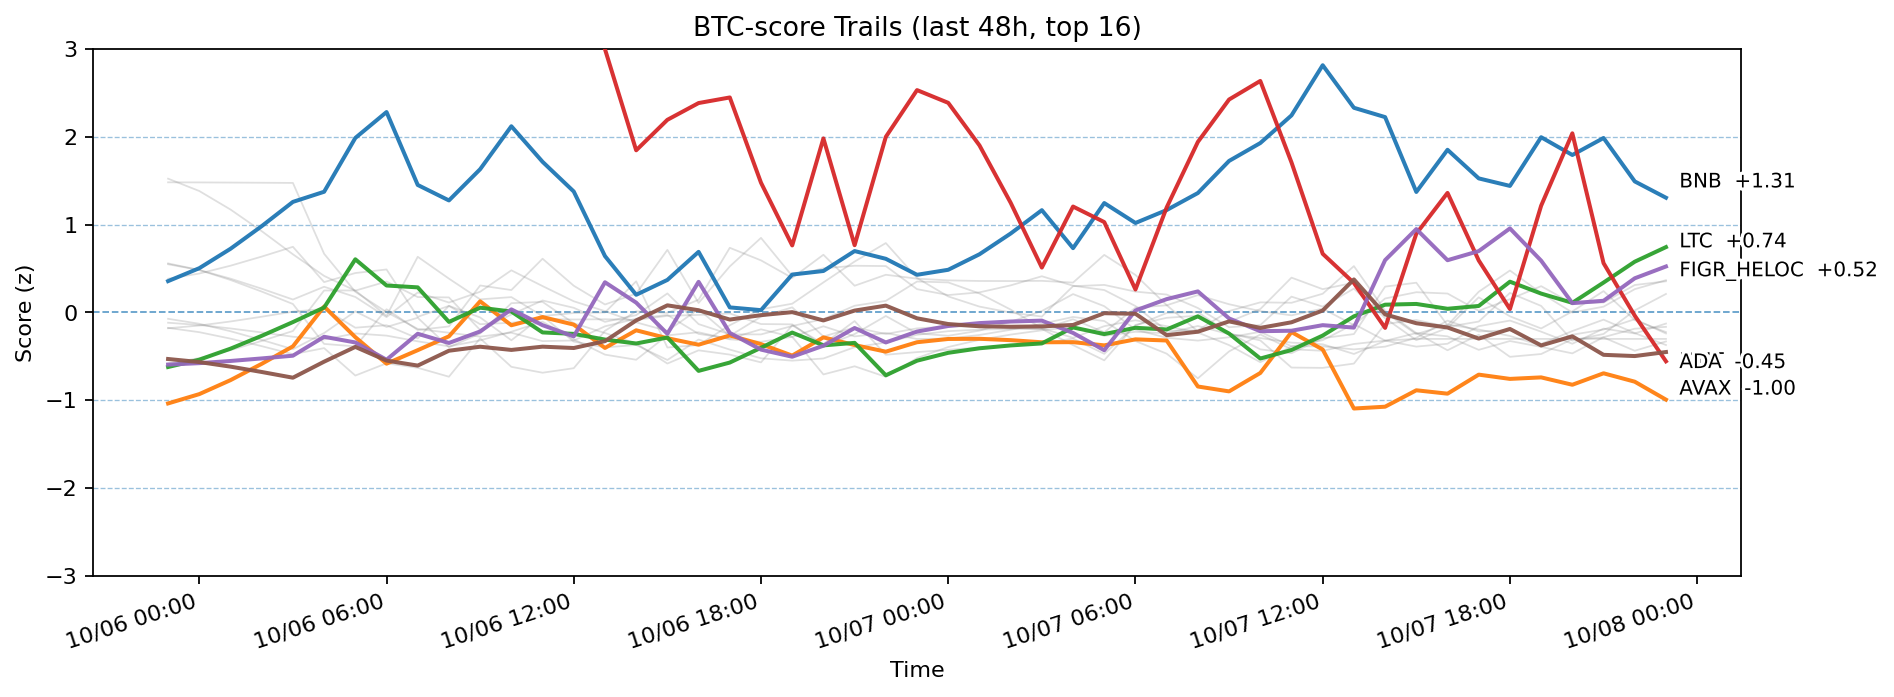 BTC-score Trails (last 48h, top 16)
Score (z)
3
2
1
0
−1
−2
−3
BNB +1.31
LTC +0.74
FIGR_HELOC +0.52
ADA -0.45
AVAX -1.00
10/06 00:00
10/06 06:00
10/06 12:00
10/06 18:00
10/07 00:00
10/07 06:00
10/07 12:00
10/07 18:00
10/08 00:00
Time